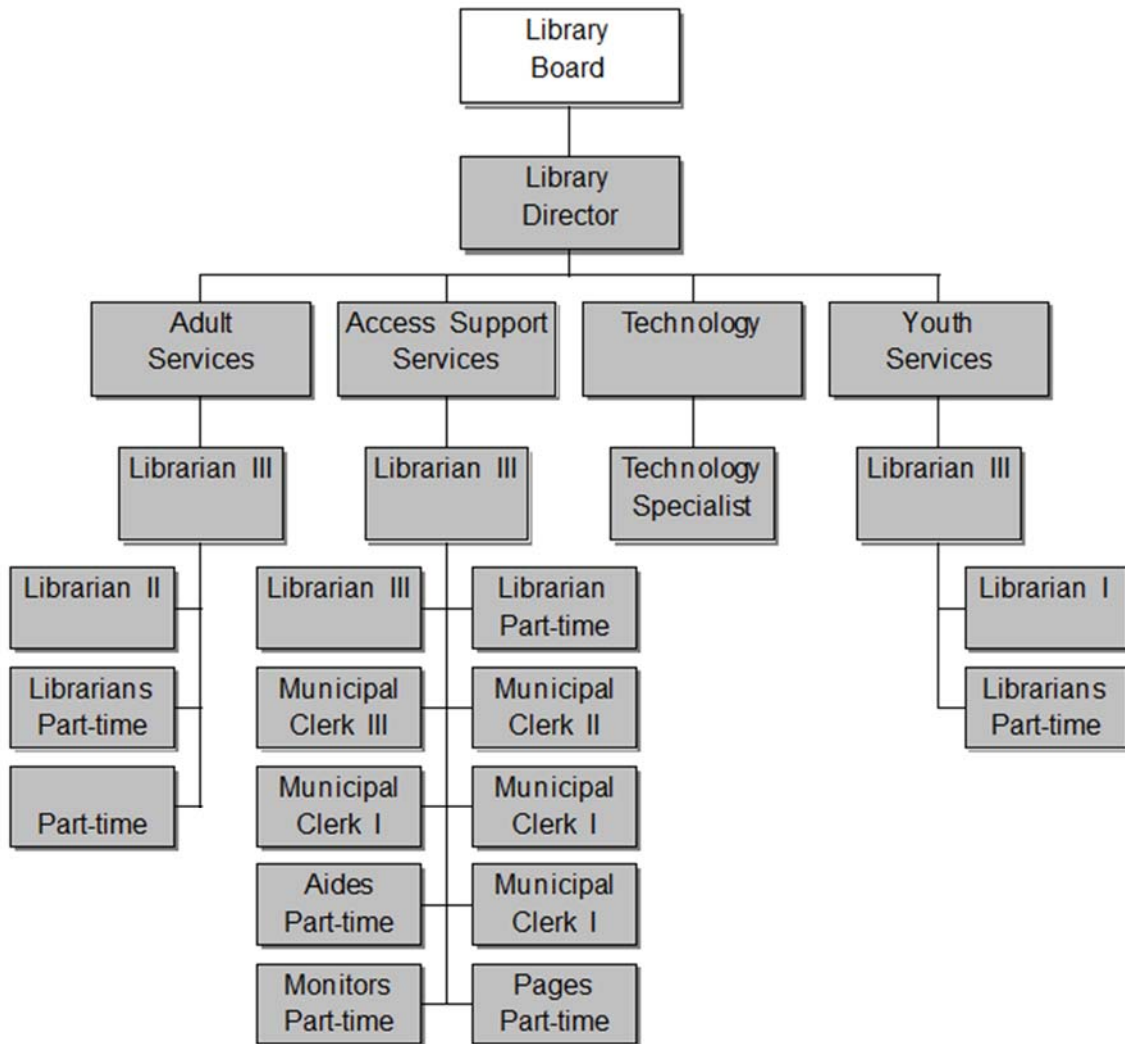 Library
Board
Library
Director
Adult
Services
Access Support
Services
Technology
Youth
Services
Librarian III
Librarian III
Technology
Specialist
Librarian III
Librarian II
Librarian III
Librarian
Part-time
Librarian I
Librarians
Part-time
Municipal
Clerk III
Municipal
Clerk II
Librarians
Part-time
Part-time
Municipal
Clerk I
Municipal
Clerk I
Aides
Part-time
Municipal
Clerk I
Monitors
Part-time
Pages
Part-time